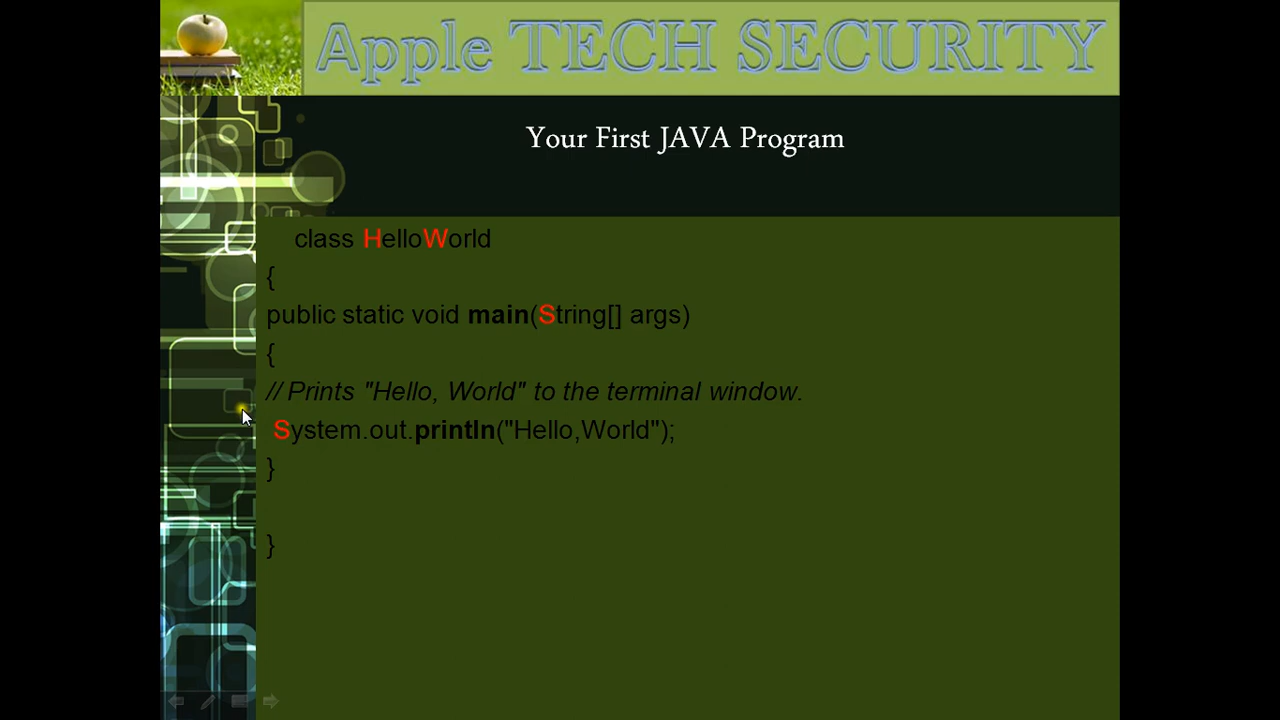 Apple TECH SECURITY
Your First JAVA Program
class HelloWorld
{
public static void main(String[] args)
{
// Prints "Hello, World" to the terminal window.
System.out.println("Hello,World");
}
}